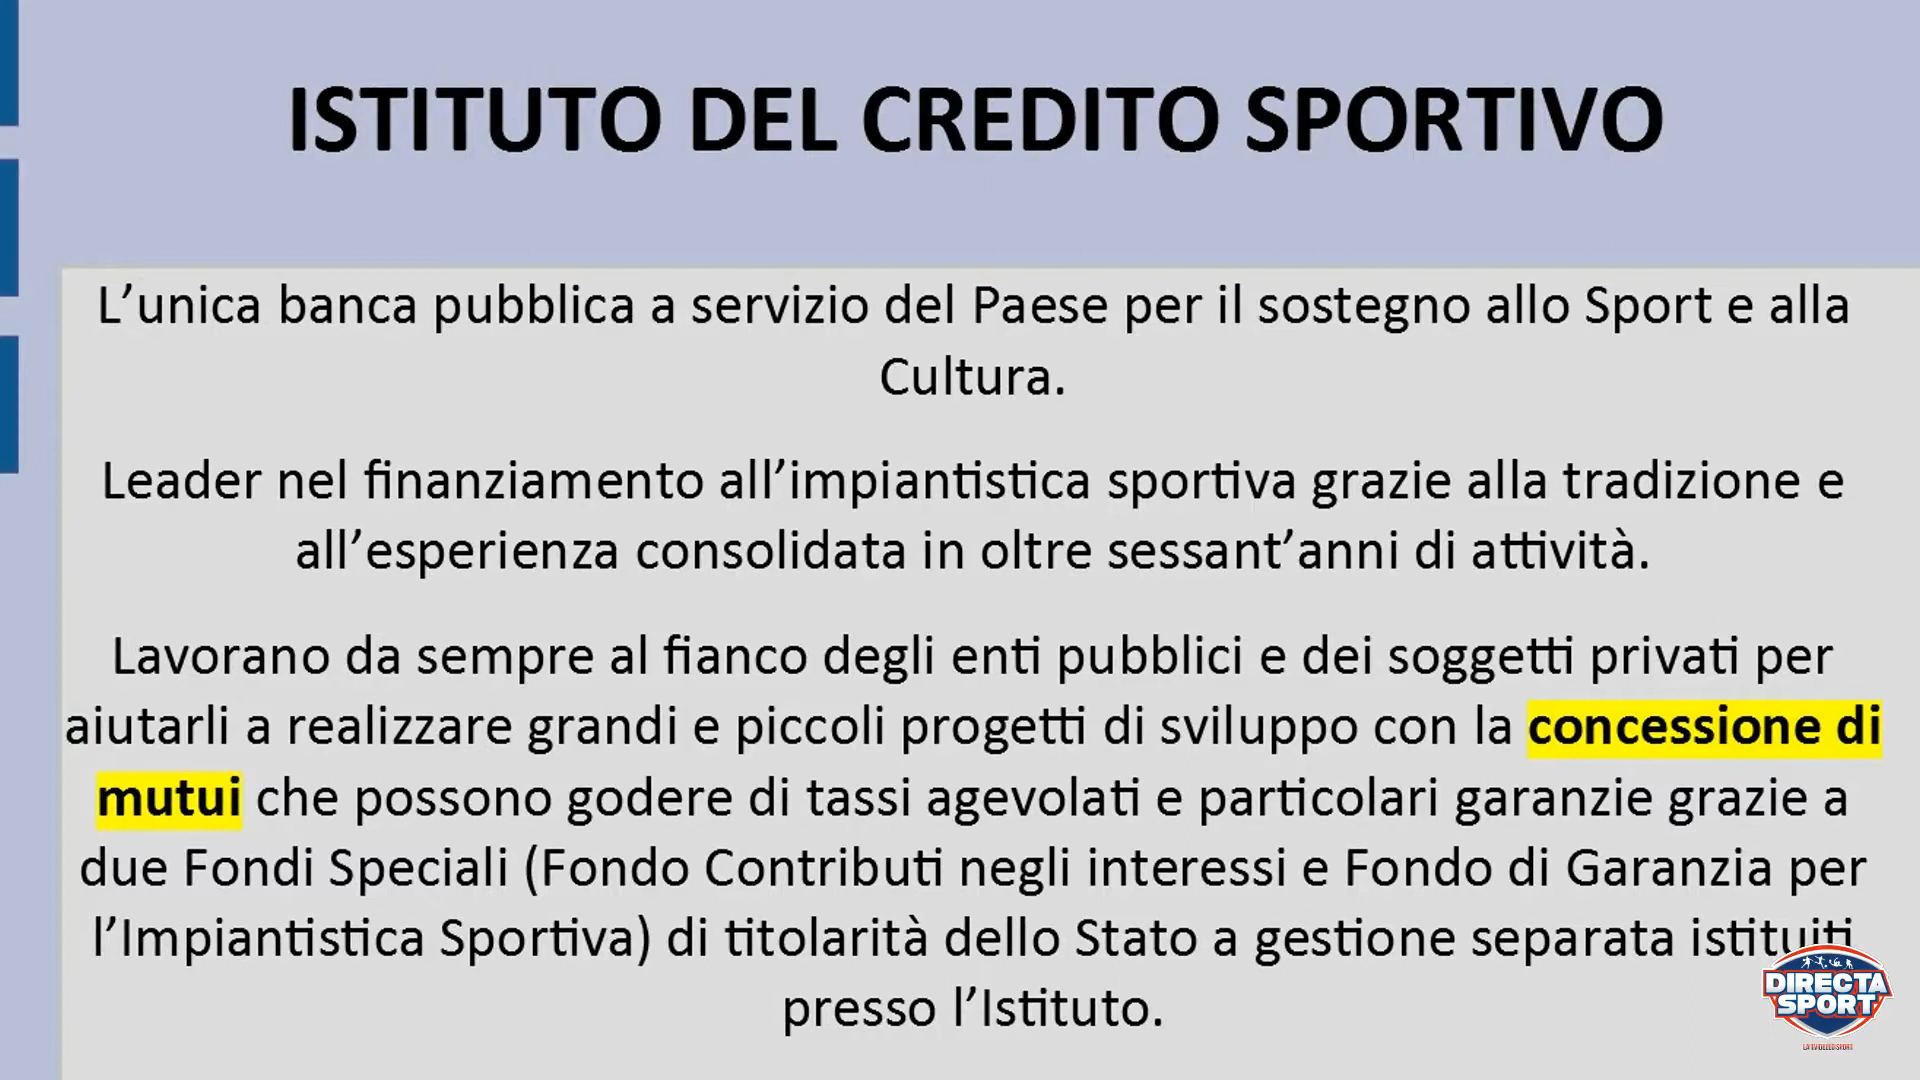 ISTITUTO DEL CREDITO SPORTIVO
L’unica banca pubblica a servizio del Paese per il sostegno allo Sport e alla
Cultura.
Leader nel finanziamento all’impiantistica sportiva grazie alla tradizione e
all’esperienza consolidata in oltre sessant’anni di attività.
Lavorano da sempre al fianco degli enti pubblici e dei soggetti privati per
aiutarli a realizzare grandi e piccoli progetti di sviluppo con la concessione di
mutui che possono godere di tassi agevolati e particolari garanzie grazie a
due Fondi Speciali (Fondo Contributi negli interessi e Fondo di Garanzia per
l’Impiantistica Sportiva) di titolarità dello Stato a gestione separata istituiti
presso l’Istituto.
DIRECTA
SPORT